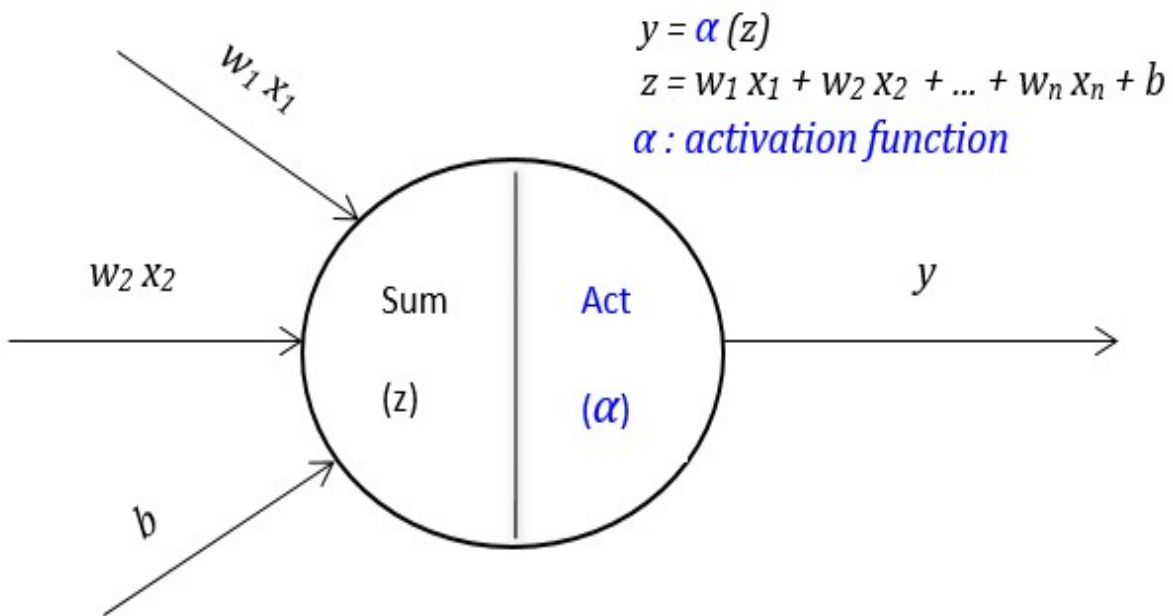 y = α (z)
z = w₁ x₁ + w₂ x₂ + ... + wₙ xₙ + b
α : activation function
w₁ x₁
w₂ x₂
b
Sum
(z)
Act
(α)
y